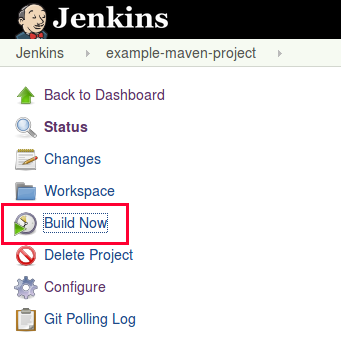 Jenkins
Jenkins example-maven-project
Back to Dashboard
Status
Changes
Workspace
Build Now
Delete Project
Configure
Git Polling Log